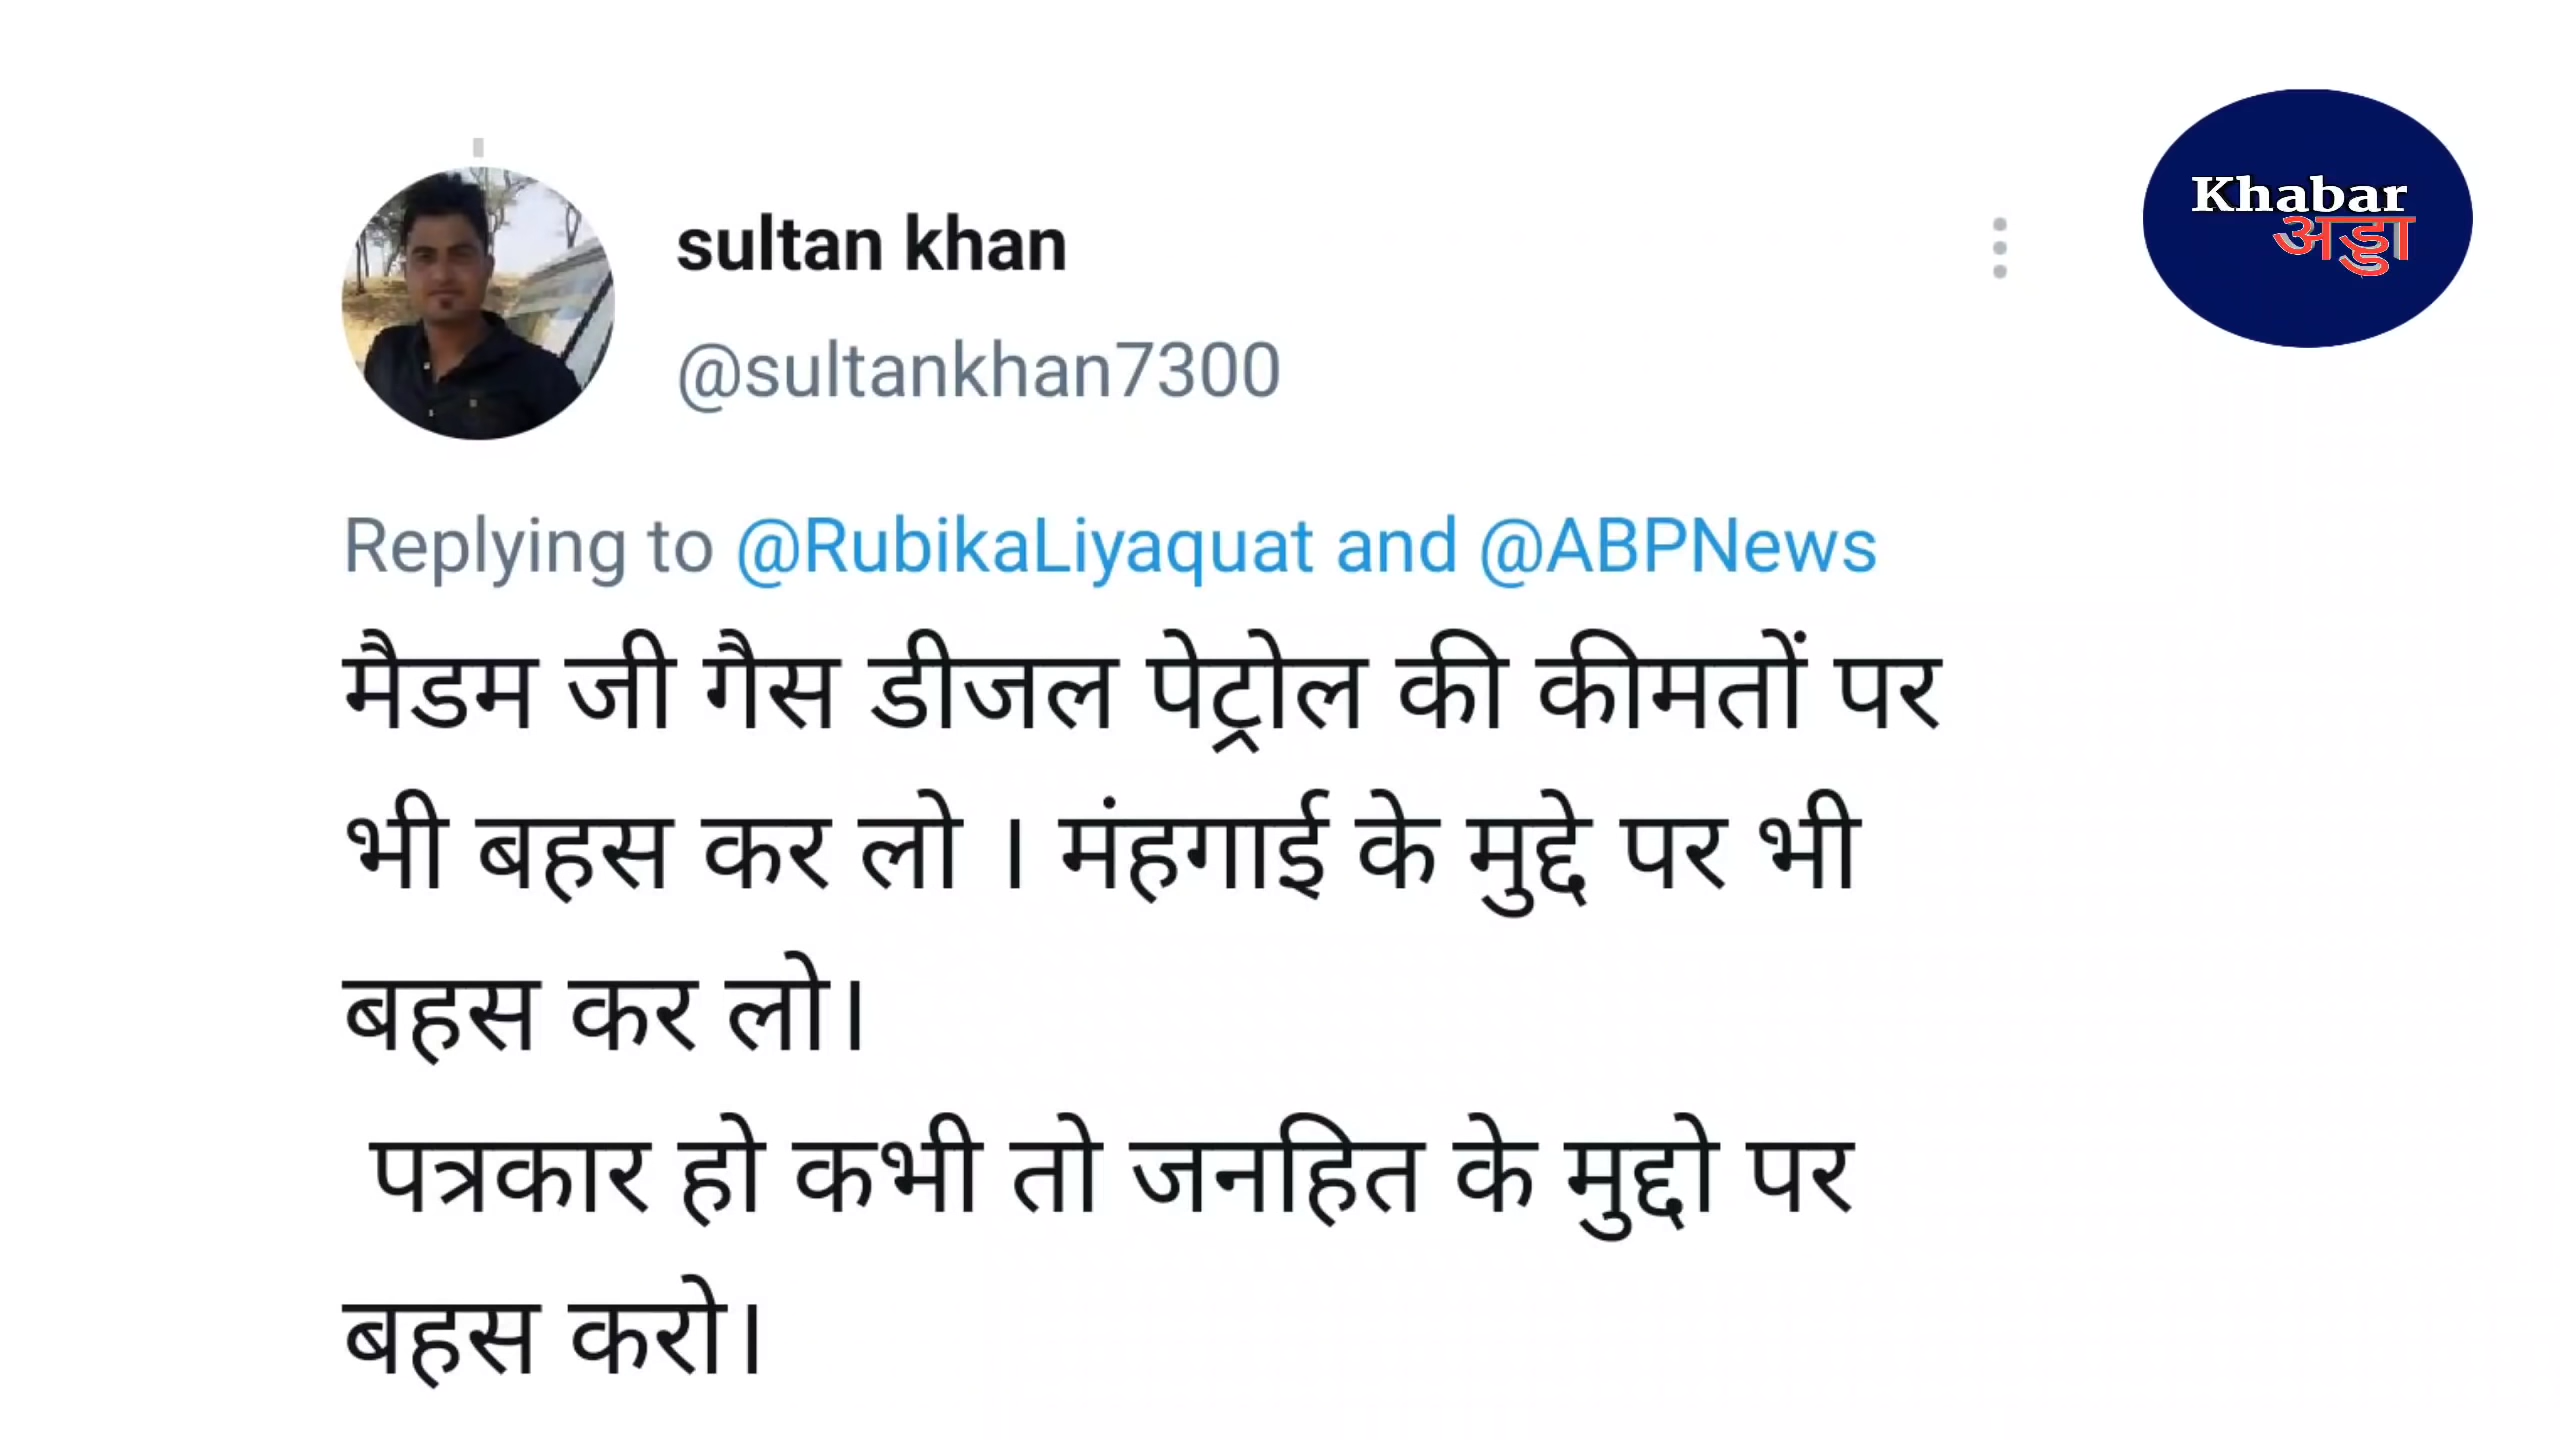 Khabar
अड्डा
sultan khan
@sultankhan7300
Replying to @RubikaLiyaquat and @ABPNews
मैडम जी गैस डीजल पेट्रोल की कीमतों पर
भी बहस कर लो । मंहगाई के मुद्दे पर भी
बहस कर लो।
पत्रकार हो कभी तो जनहित के मुद्दो पर
बहस करो।